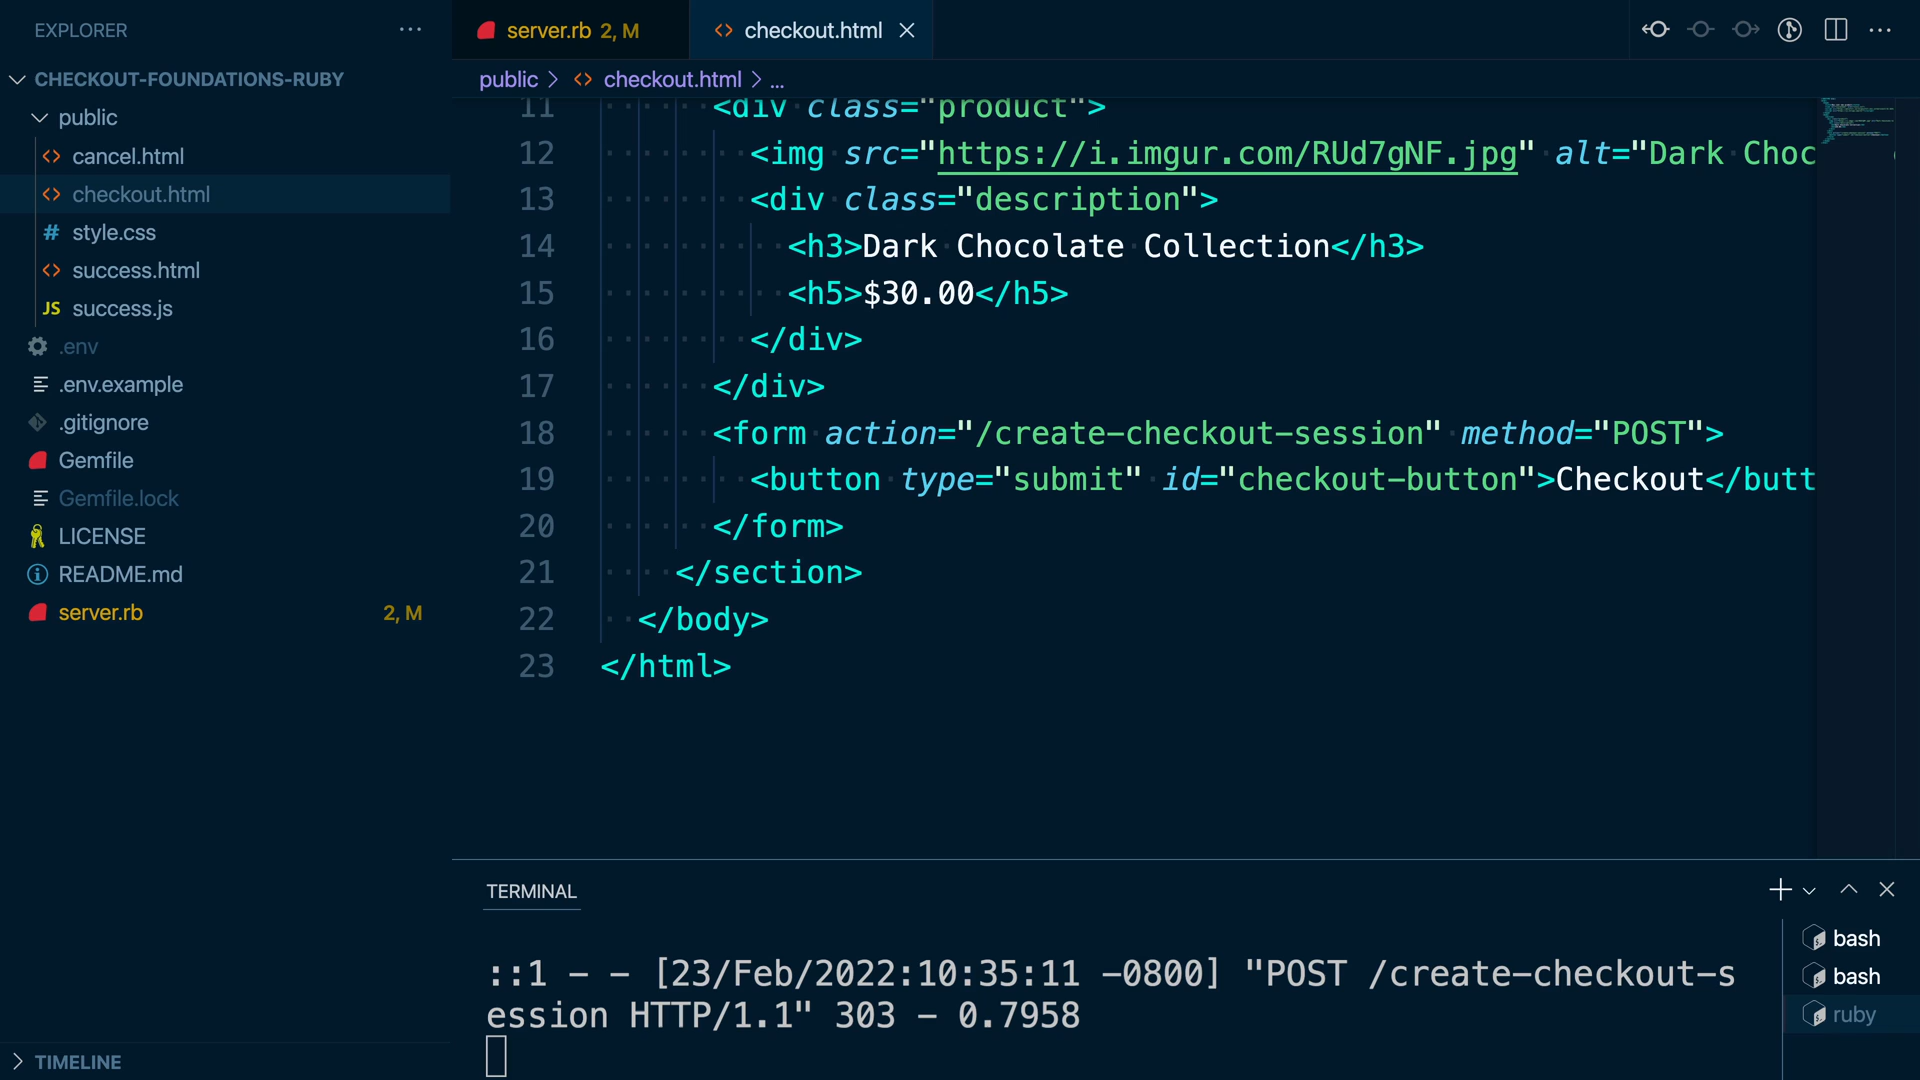 EXPLORER
CHECKOUT-FOUNDATIONS-RUBY
public
cancel.html
checkout.html
# style.css
success.html
JS success.js
.env
.env.example
.gitignore
Gemfile
Gemfile.lock
LICENSE
README.md
server.rb 2, M
TIMELINE
server.rb 2, M
checkout.html
public > <> checkout.html > ...
11 <div class="product">
12 <img src="https://i.imgur.com/RUd7gNF.jpg" alt="Dark Choc
13 <div class="description">
14 <h3>Dark Chocolate Collection</h3>
15 <h5>$30.00</h5>
16 </div>
17 </div>
18 <form action="/create-checkout-session" method="POST">
19 <button type="submit" id="checkout-button">Checkout</butt
20 </form>
21 </section>
22 </body>
23 </html>
TERMINAL
::1 - - [23/Feb/2022:10:35:11 -0800] "POST /create-checkout-s
ession HTTP/1.1" 303 - 0.7958
bash
bash
ruby